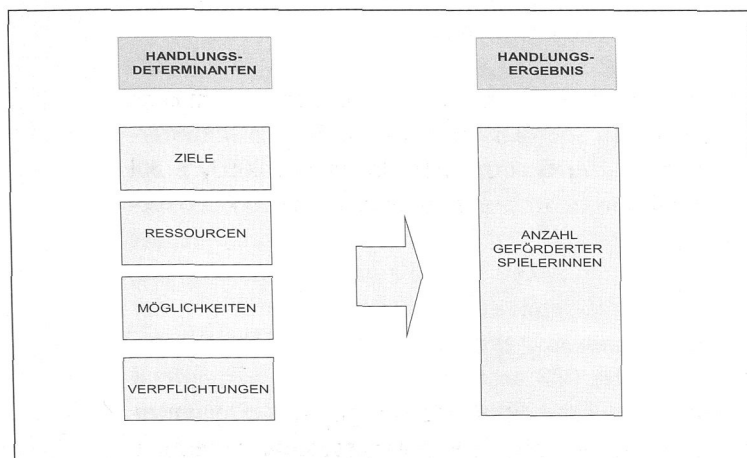 HANDLUNGS-
DETERMINANTEN
HANDLUNGS-
ERGEBNIS
ZIELE
RESSOURCEN
MÖGLICHKEITEN
VERPFLICHTUNGEN
ANZAHL
GEFÖRDERTER
SPIELERINNEN